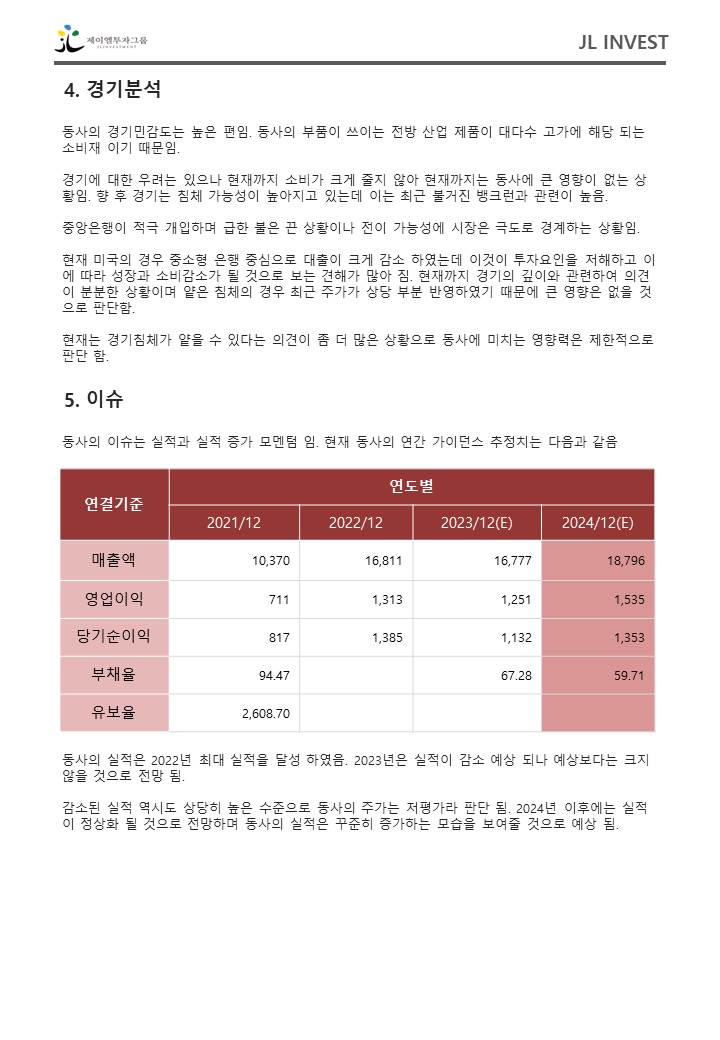 제이엘투자그룹
JLINVESTMENT
JL INVEST
4. 경기분석
동사의 경기민감도는 높은 편임. 동사의 부품이 쓰이는 전방 산업 제품이 대다수 고가에 해당 되는
소비재 이기 때문임.
경기에 대한 우려는 있으나 현재까지 소비가 크게 줄지 않아 현재까지는 동사에 큰 영향이 없는 상
황임. 향 후 경기는 침체 가능성이 높아지고 있는데 이는 최근 불거진 뱅크런과 관련이 높음.
중앙은행이 적극 개입하며 급한 불은 끈 상황이나 전이 가능성에 시장은 극도로 경계하는 상황임.
현재 미국의 경우 중소형 은행 중심으로 대출이 크게 감소 하였는데 이것이 투자요인을 저해하고 이
에 따라 성장과 소비감소가 될 것으로 보는 견해가 많아 짐. 현재까지 경기의 깊이와 관련하여 의견
이 분분한 상황이며 얕은 침체의 경우 최근 주가가 상당 부분 반영하였기 때문에 큰 영향은 없을 것
으로 판단함.
현재는 경기침체가 얕을 수 있다는 의견이 좀 더 많은 상황으로 동사에 미치는 영향력은 제한적으로
판단 함.
5. 이슈
동사의 이슈는 실적과 실적 증가 모멘텀 임. 현재 동사의 연간 가이던스 추정치는 다음과 같음
연결기준 연도별
2021/12 2022/12 2023/12(E) 2024/12(E)
매출액 10,370 16,811 16,777 18,796
영업이익 711 1,313 1,251 1,535
당기순이익 817 1,385 1,132 1,353
부채율 94.47 67.28 59.71
유보율 2,608.70
동사의 실적은 2022년 최대 실적을 달성 하였음. 2023년은 실적이 감소 예상 되나 예상보다는 크지
않을 것으로 전망 됨.
감소된 실적 역시도 상당히 높은 수준으로 동사의 주가는 저평가라 판단 됨. 2024년 이후에는 실적
이 정상화 될 것으로 전망하며 동사의 실적은 꾸준히 증가하는 모습을 보여줄 것으로 예상 됨.